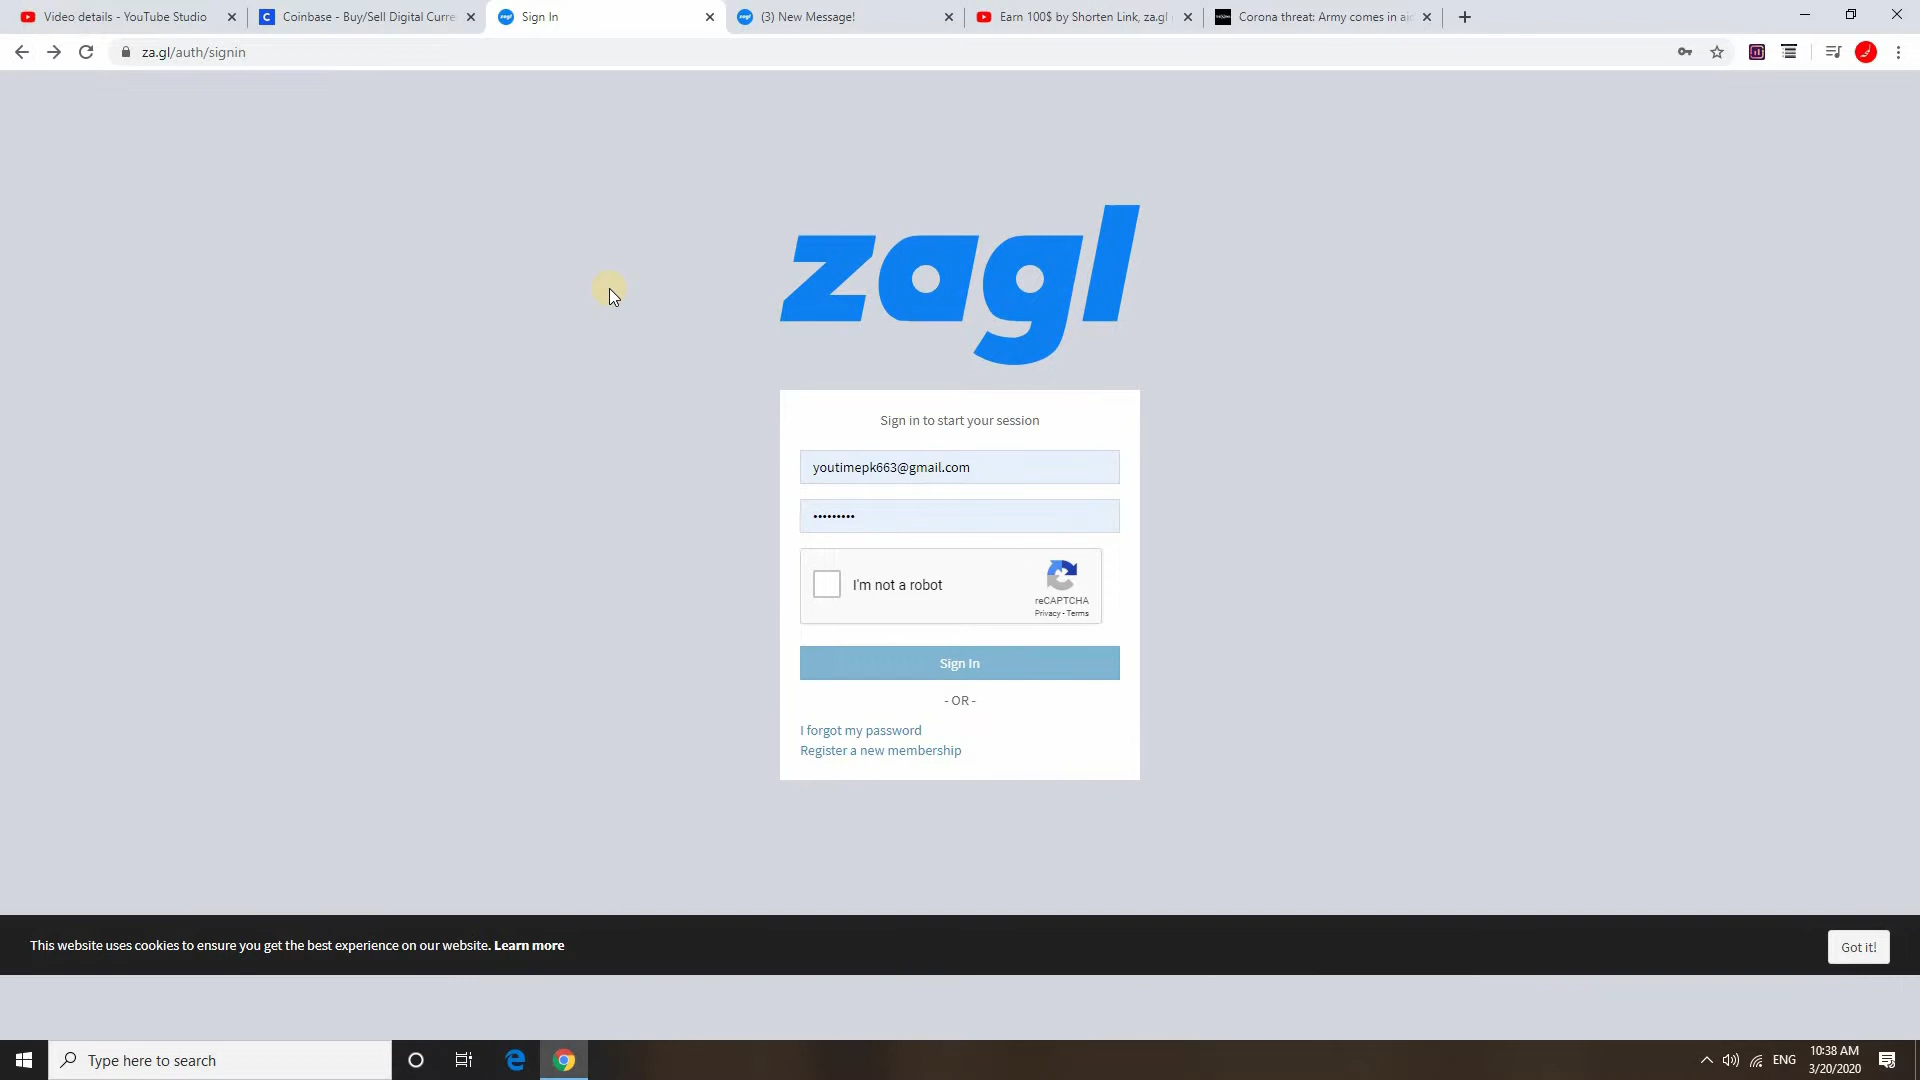 Video details - YouTube Studio
Coinbase - Buy/Sell Digital Curre
Sign In
(3) New Message!
Earn 100$ by Shorten Link, za.gl
Corona threat: Army comes in aid
za.gl/auth/signin
zagl
Sign in to start your session
youtimepk663@gmail.com
•••••••••
I'm not a robot
reCAPTCHA
Privacy - Terms
Sign In
- OR -
I forgot my password
Register a new membership
This website uses cookies to ensure you get the best experience on our website. Learn more
Got it!
Type here to search
ENG
10:38 AM
3/20/2020